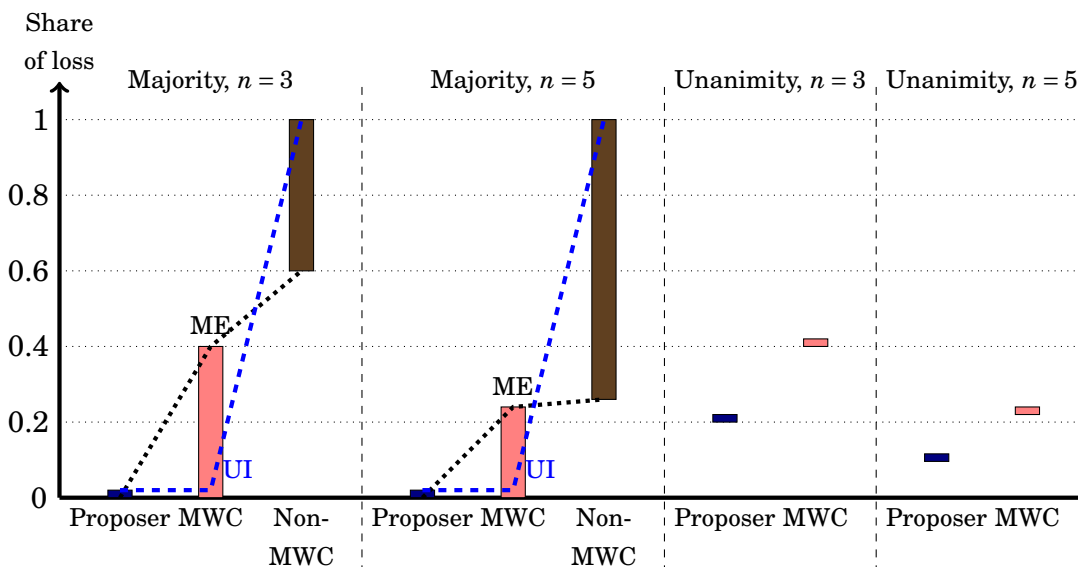 Share
of loss
Majority, n = 3
Majority, n = 5
Unanimity, n = 3
Unanimity, n = 5
1
0.8
0.6
0.4
0.2
0
ME
UI
ME
UI
Proposer MWC Non-
MWC
Proposer MWC Non-
MWC
Proposer MWC
Proposer MWC